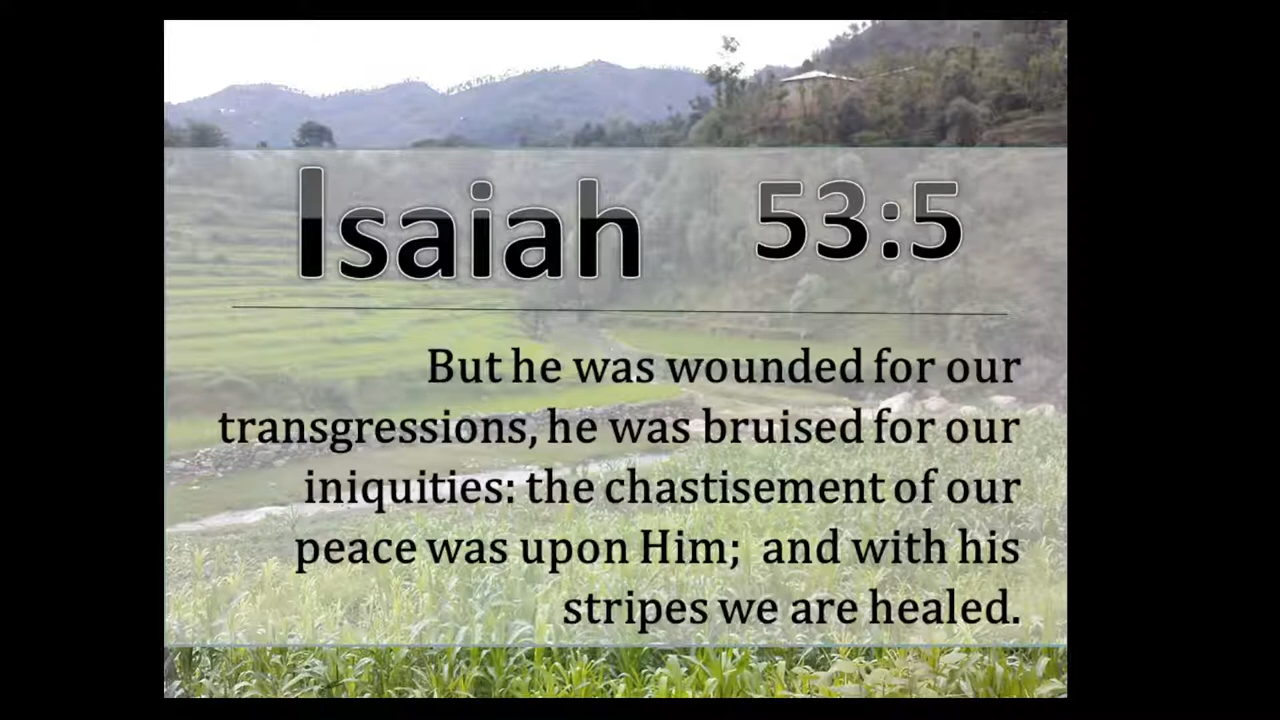 Isaiah 53:5
But he was wounded for our
transgressions, he was bruised for our
iniquities: the chastisement of our
peace was upon Him;  and with his
stripes we are healed.